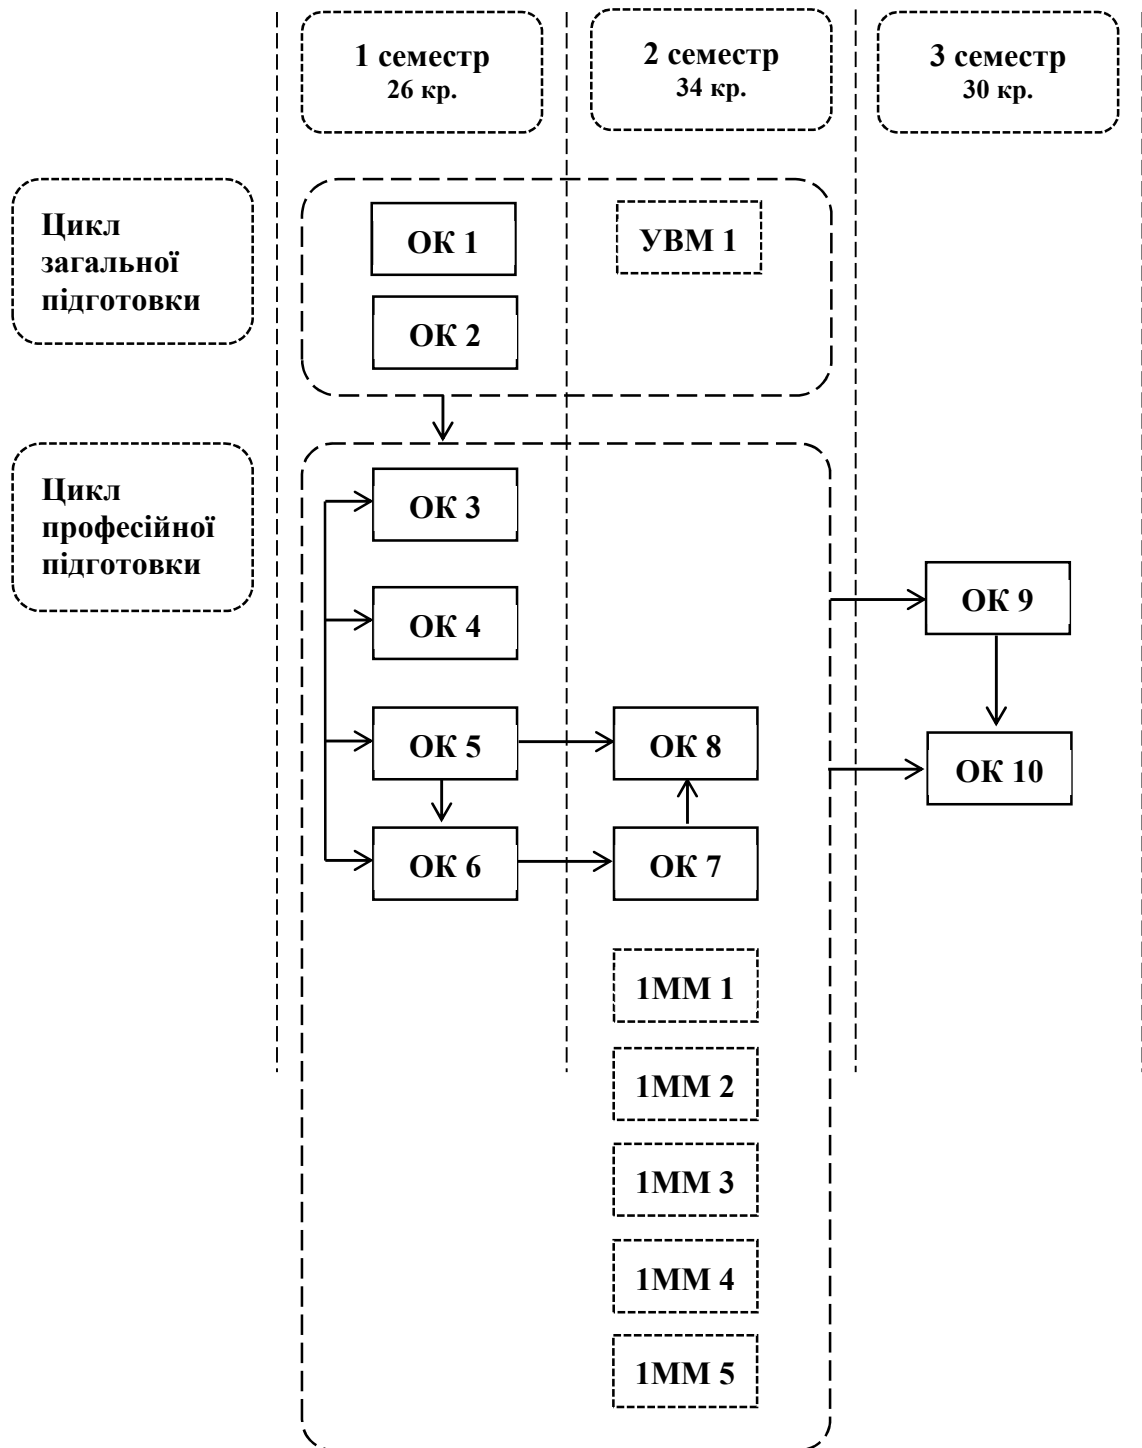 1 семестр
26 кр.
2 семестр
34 кр.
3 семестр
30 кр.
Цикл
загальної
підготовки
ОК 1
УВМ 1
ОК 2
Цикл
професійної
підготовки
ОК 3
ОК 4
ОК 9
ОК 5
ОК 8
ОК 10
ОК 6
ОК 7
1ММ 1
1ММ 2
1ММ 3
1ММ 4
1ММ 5